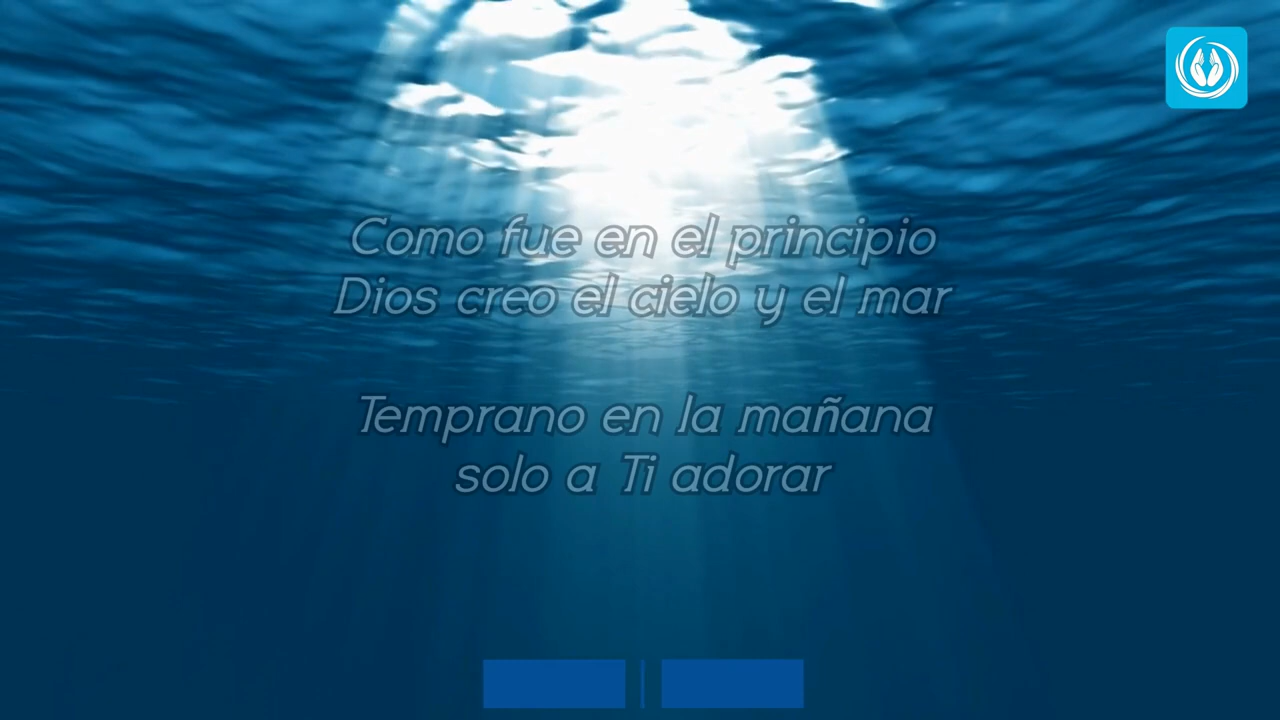 Como fue en el principio
Dios creo el cielo y el mar
Temprano en la mañana
solo a Ti adorar